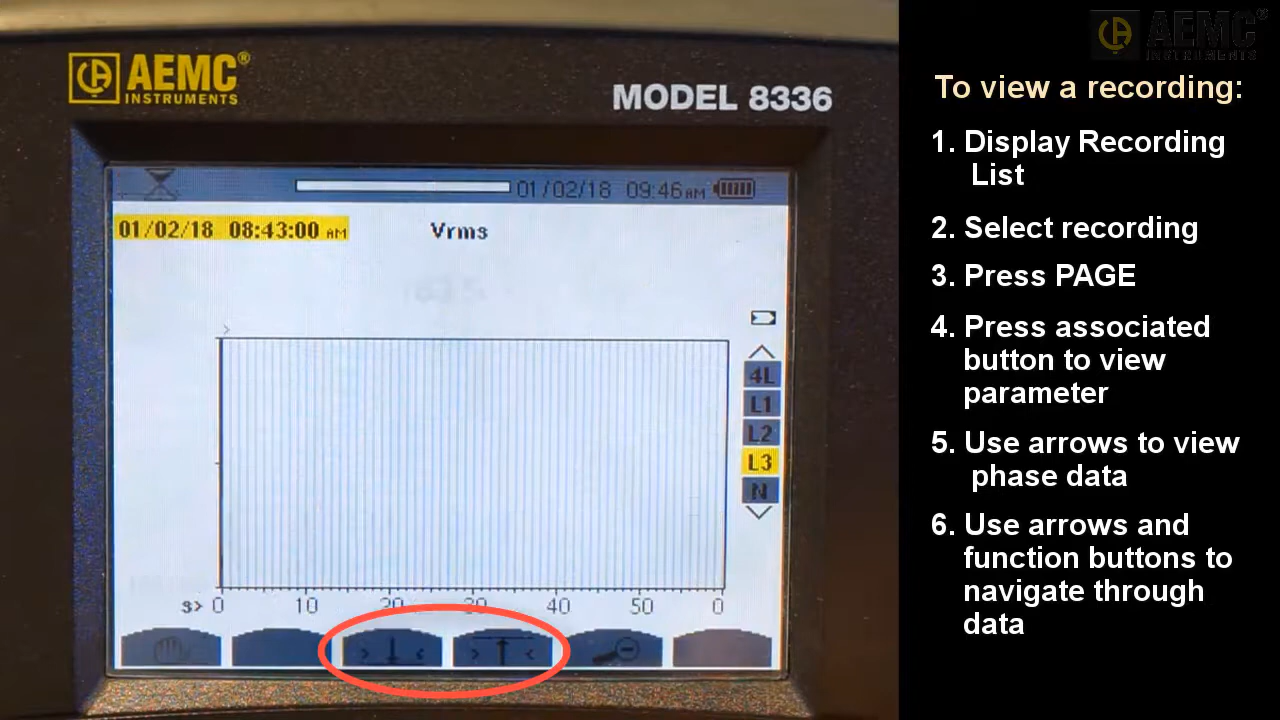 AEMC®
INSTRUMENTS
MODEL 8336
01/02/18 09:46AM
01/02/18 08:43:00 AM
Vrms
4L
L1
L2
L3
N
s> 0 10 20 30 40 50 0
AEMC®
INSTRUMENTS
To view a recording:
1. Display Recording
List
2. Select recording
3. Press PAGE
4. Press associated
button to view
parameter
5. Use arrows to view
phase data
6. Use arrows and
function buttons to
navigate through
data